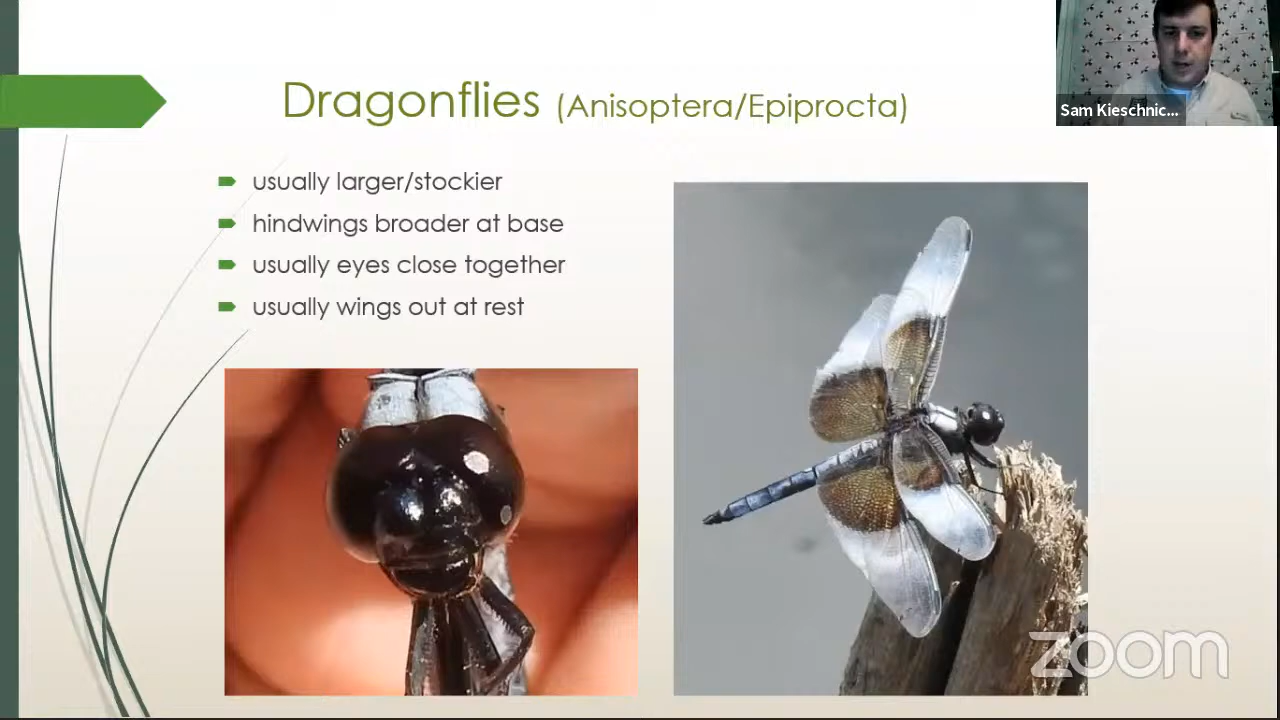 Dragonflies (Anisoptera/Epiprocta)
Sam Kieschnic...
usually larger/stockier
hindwings broader at base
usually eyes close together
usually wings out at rest
zoom